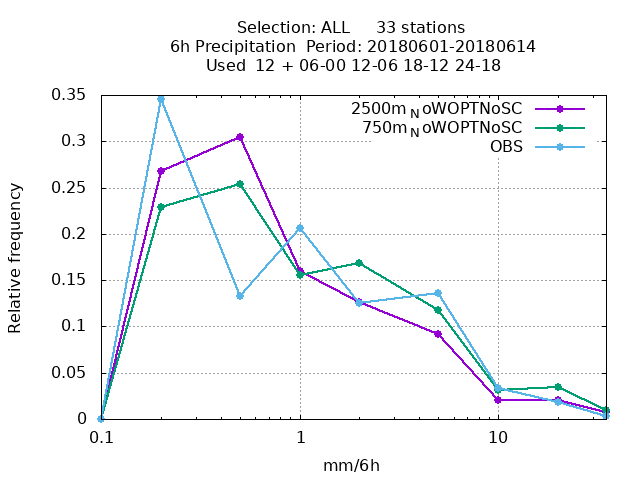 Selection: ALL 33 stations
6h Precipitation Period: 20180601-20180614
Used 12 + 06-00 12-06 18-12 24-18
2500m_NoWOPTNoSC
750m_NoWOPTNoSC
OBS
0.35
0.3
0.25
0.2
0.15
0.1
0.05
0
Relative frequency
0.1 1 10
mm/6h